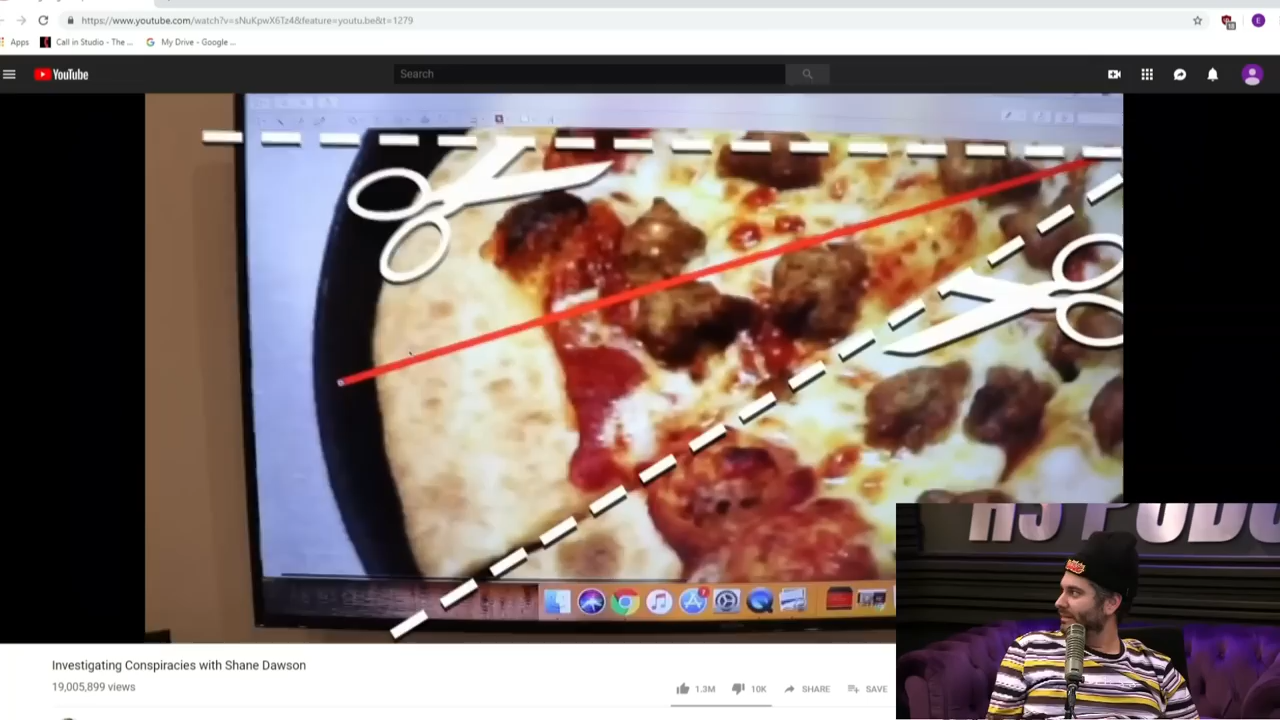 https://www.youtube.com/watch?v=sNuKpwX6Tz4&feature=youtu.be&t=1279
Apps
Call in Studio - The ...
My Drive - Google ...
YouTube
Search
H3 PODC
Investigating Conspiracies with Shane Dawson
19,005,899 views
1.3M
10K
SHARE
SAVE